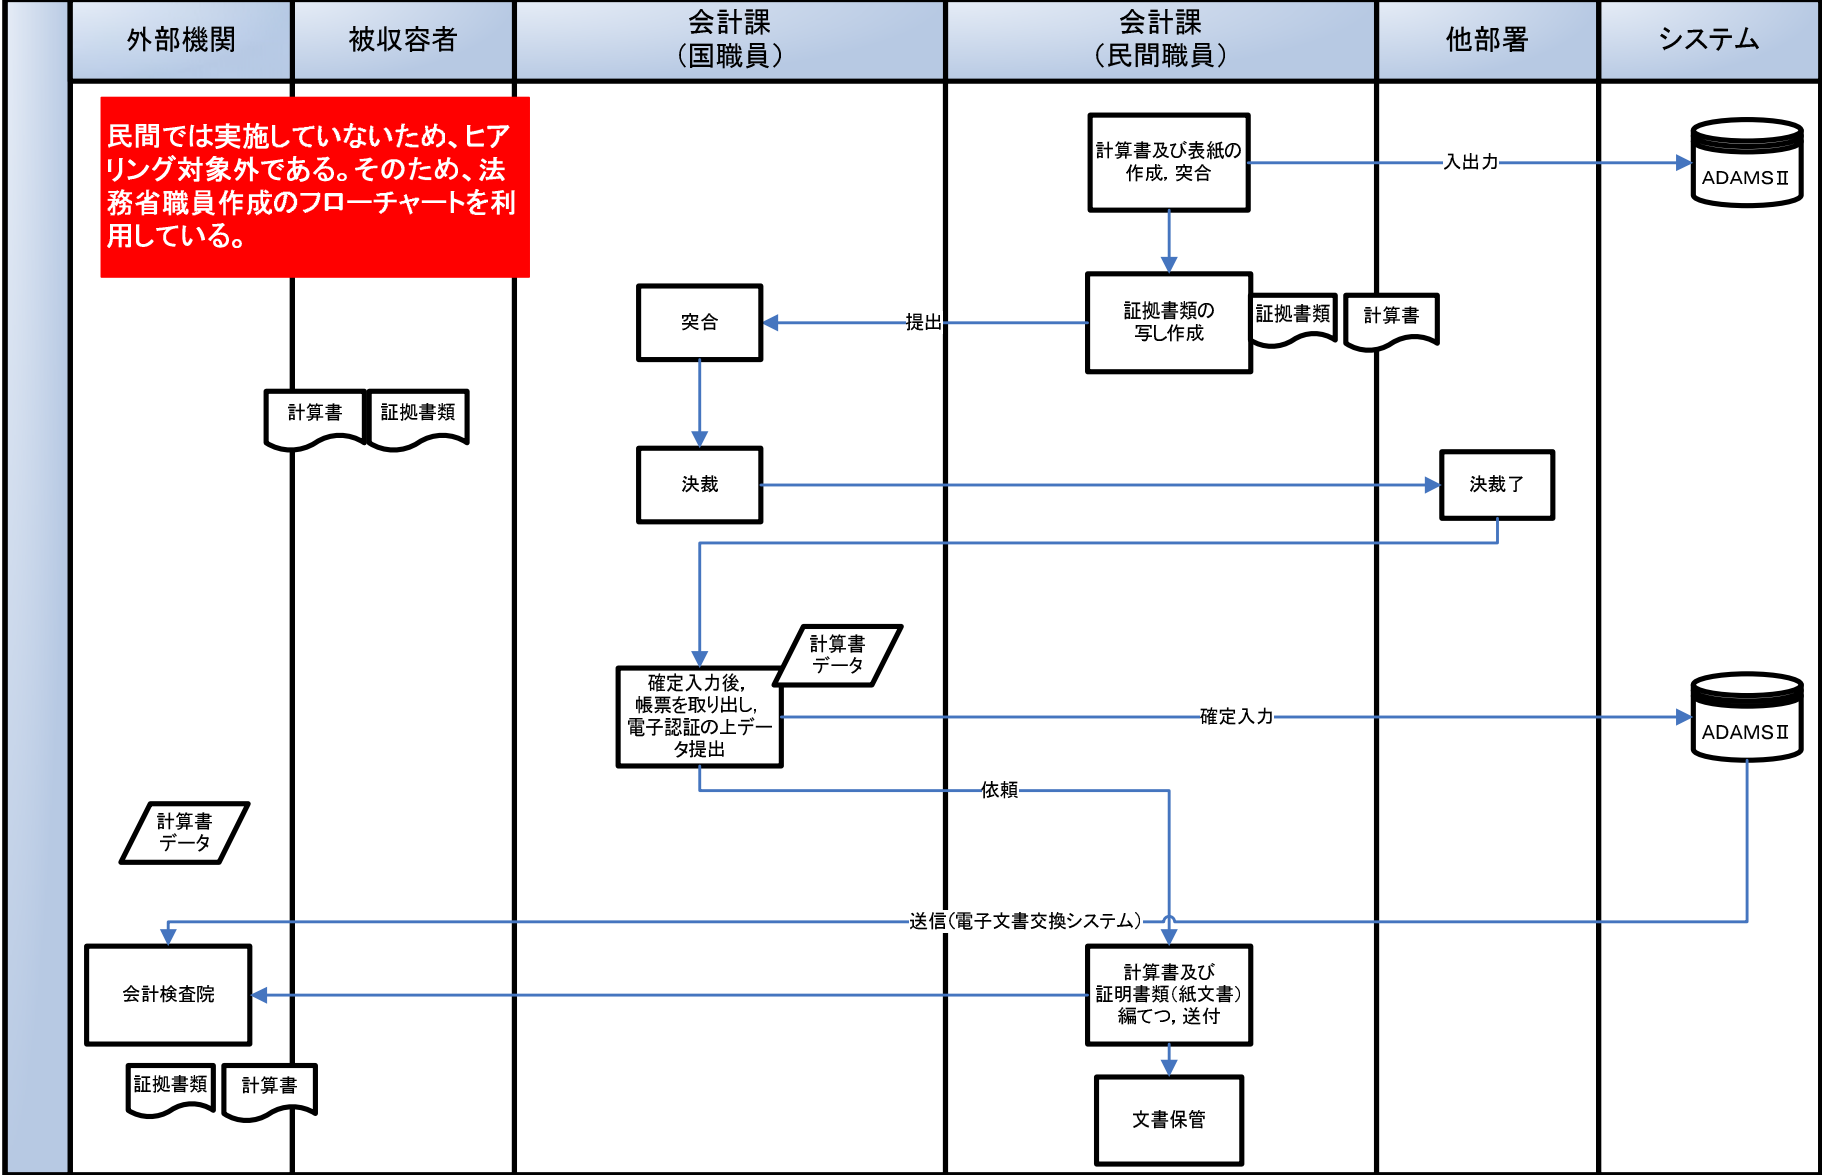 外部機関
被収容者
会計課
（国職員）
会計課
（民間職員）
他部署
システム
民間では実施していないため、ヒア
リング対象外である。そのため、法
務省職員作成のフローチャートを利
用している。
計算書及び表紙の
作成，突合
入出力
ADAMSⅡ
突合
提出
証拠書類の
写し作成
証拠書類
計算書
計算書
証拠書類
決裁
決裁了
計算書
データ
確定入力後，
帳票を取り出し，
電子認証の上デー
タ提出
確定入力
ADAMSⅡ
依頼
計算書
データ
送信（電子文書交換システム）
会計検査院
計算書及び
証明書類（紙文書）
編てつ，送付
証拠書類
計算書
文書保管